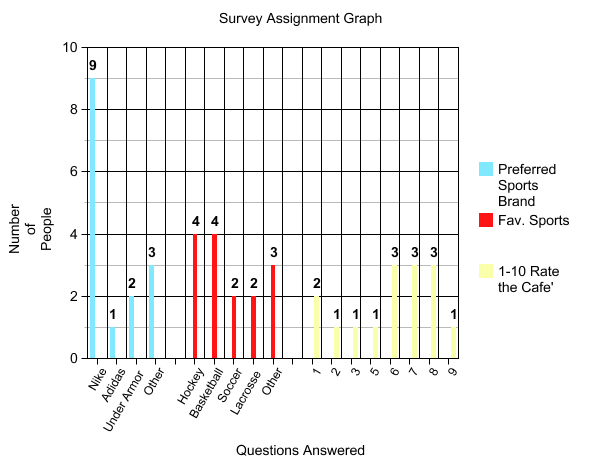 Survey Assignment Graph
10
8
6
4
2
0
Number
of
People
9
1
2
3
4
4
2
2
3
2
1
1
1
3
3
3
1
Nike
Adidas
Under Armor
Other
Hockey
Basketball
Soccer
Lacrosse
Other
1
2
3
5
6
7
8
9
Questions Answered
Preferred
Sports
Brand
Fav. Sports
1-10 Rate
the Cafe'